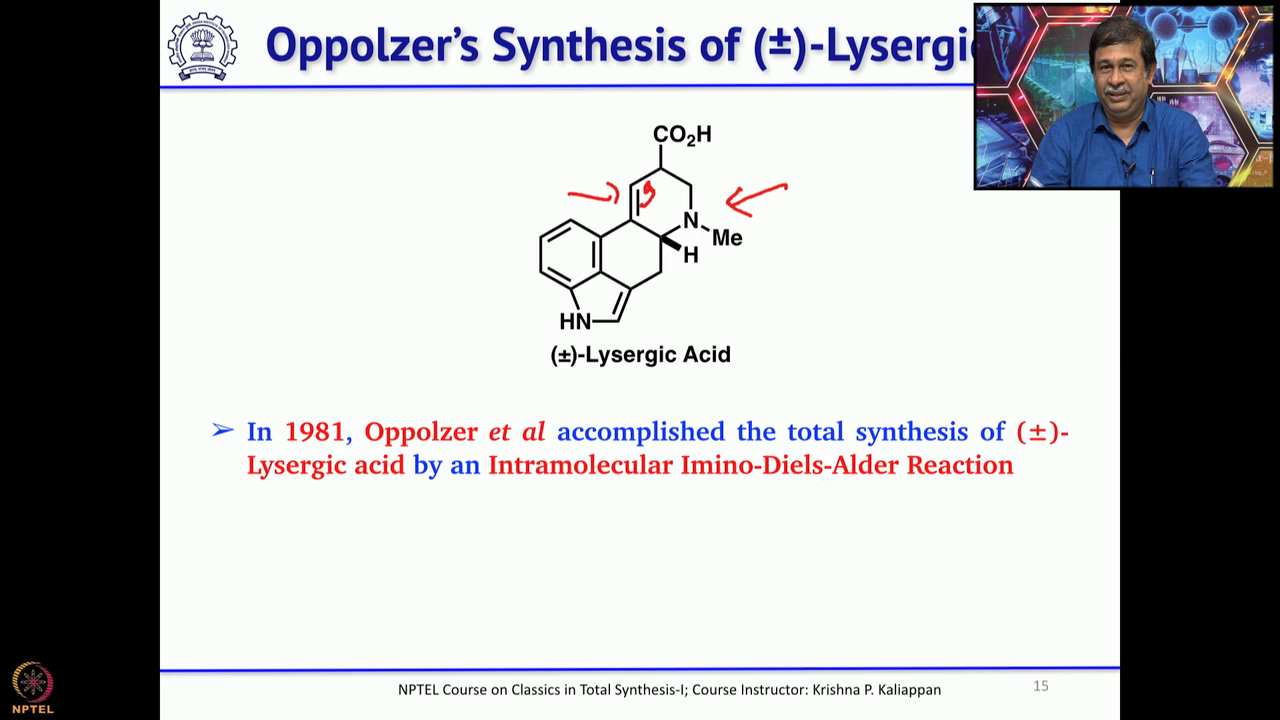 Oppolzer's Synthesis of (±)-Lysergi
CO₂H
N
Me
H
HN
(±)-Lysergic Acid
➢ In 1981, Oppolzer et al accomplished the total synthesis of (±)-
Lysergic acid by an Intramolecular Imino-Diels-Alder Reaction
NPTEL Course on Classics in Total Synthesis-I; Course Instructor: Krishna P. Kaliappan
15
NPTEL